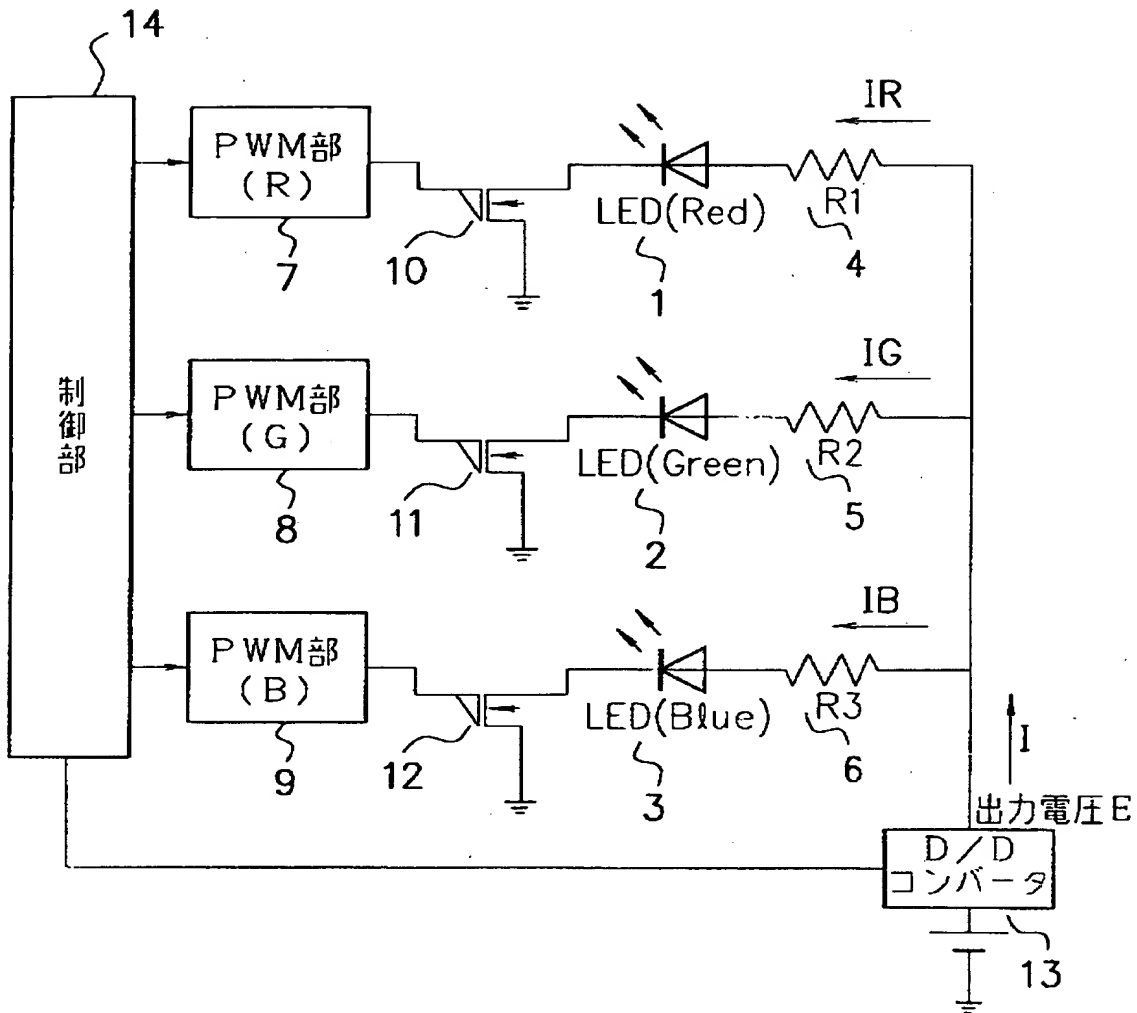 14
IR
PWM部
(R)
R1
LED(Red)
7
10
1
4
IG
PWM部
(G)
R2
LED(Green)
8
11
2
5
制御部
IB
PWM部
(B)
R3
LED(Blue)
9
12
3
6
I
出力電圧E
D/D
コンバータ
13